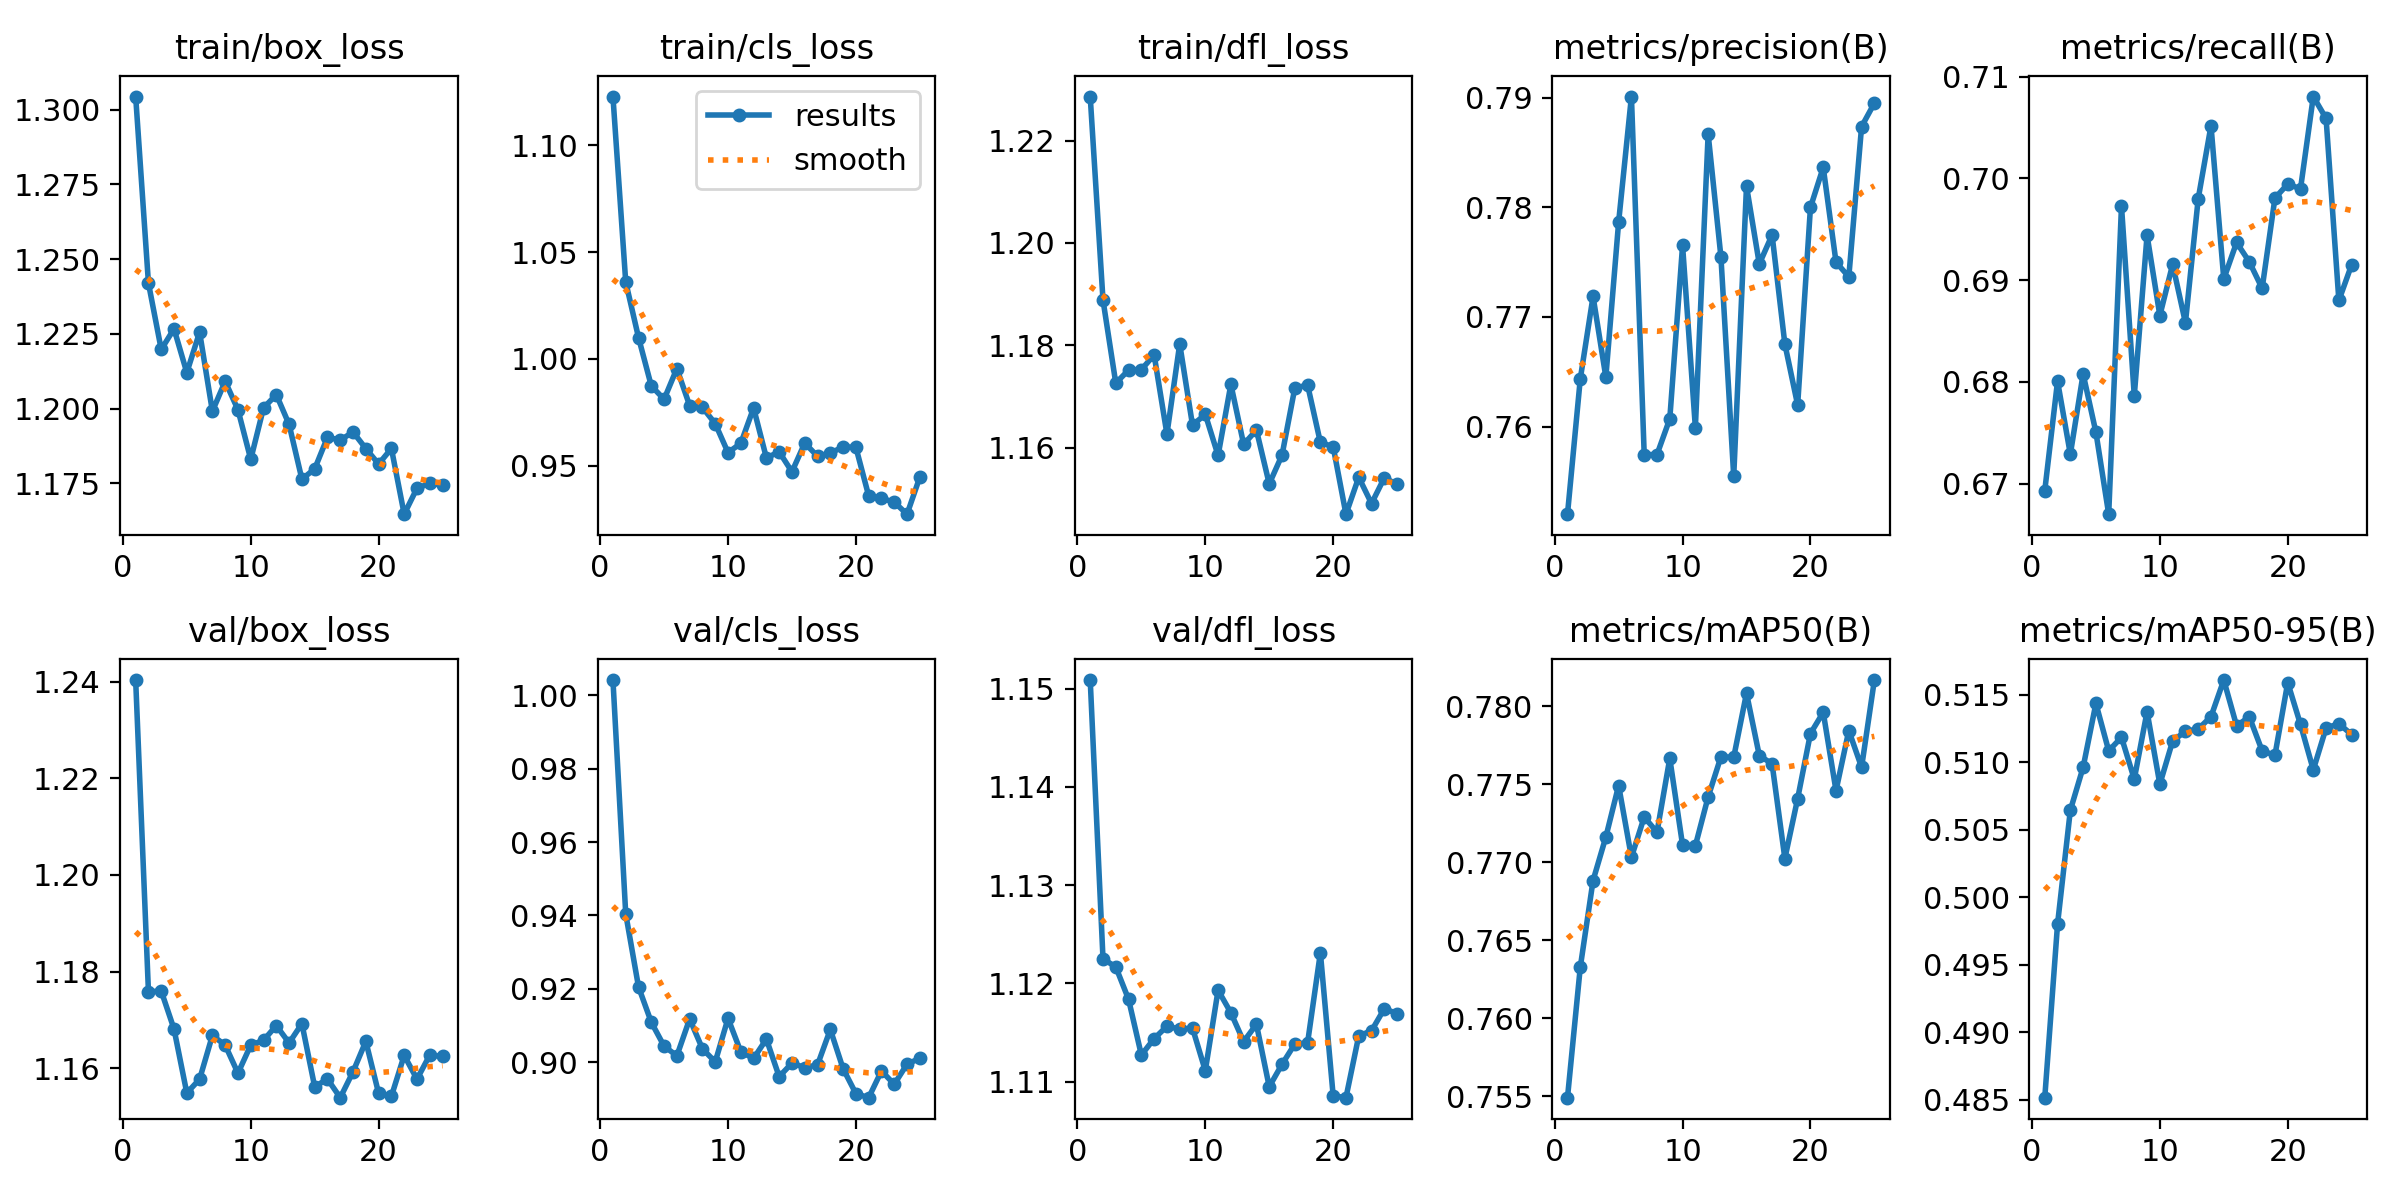 train/box_loss
1.300
1.275
1.250
1.225
1.200
1.175
0 10 20
train/cls_loss
results
smooth
1.10
1.05
1.00
0.95
0 10 20
train/dfl_loss
1.22
1.20
1.18
1.16
0 10 20
metrics/precision(B)
0.79
0.78
0.77
0.76
0 10 20
metrics/recall(B)
0.71
0.70
0.69
0.68
0.67
0 10 20
val/box_loss
1.24
1.22
1.20
1.18
1.16
0 10 20
val/cls_loss
1.00
0.98
0.96
0.94
0.92
0.90
0 10 20
val/dfl_loss
1.15
1.14
1.13
1.12
1.11
0 10 20
metrics/mAP50(B)
0.780
0.775
0.770
0.765
0.760
0.755
0 10 20
metrics/mAP50-95(B)
0.515
0.510
0.505
0.500
0.495
0.490
0.485
0 10 20